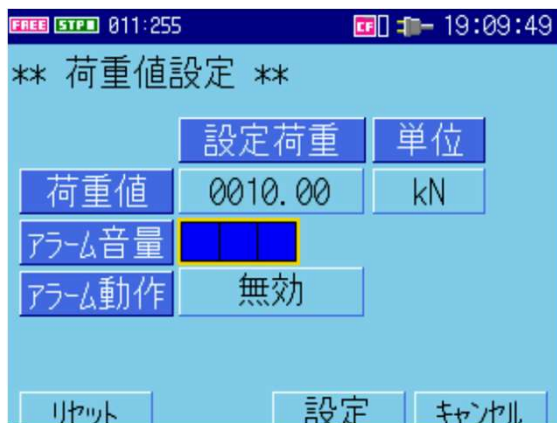 FREE STP 011:255 CF 19:09:49
** 荷重値設定 **
設定荷重 単位
荷重値 0010.00 kN
アラーム音量
アラーム動作 無効
リセット 設定 キャンセル